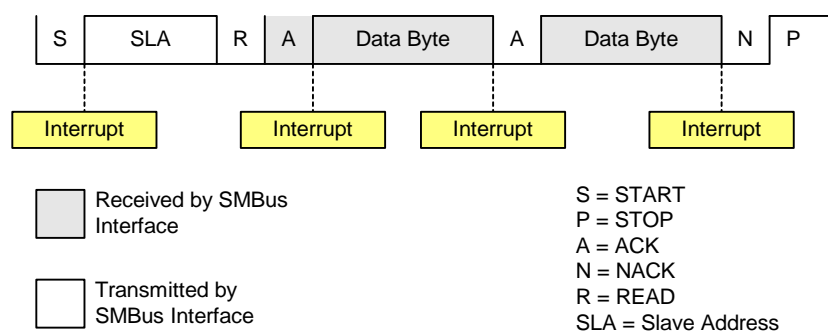 S SLA R A Data Byte A Data Byte N P
Interrupt Interrupt Interrupt Interrupt
Received by SMBus
Interface
Transmitted by
SMBus Interface
S = START
P = STOP
A = ACK
N = NACK
R = READ
SLA = Slave Address